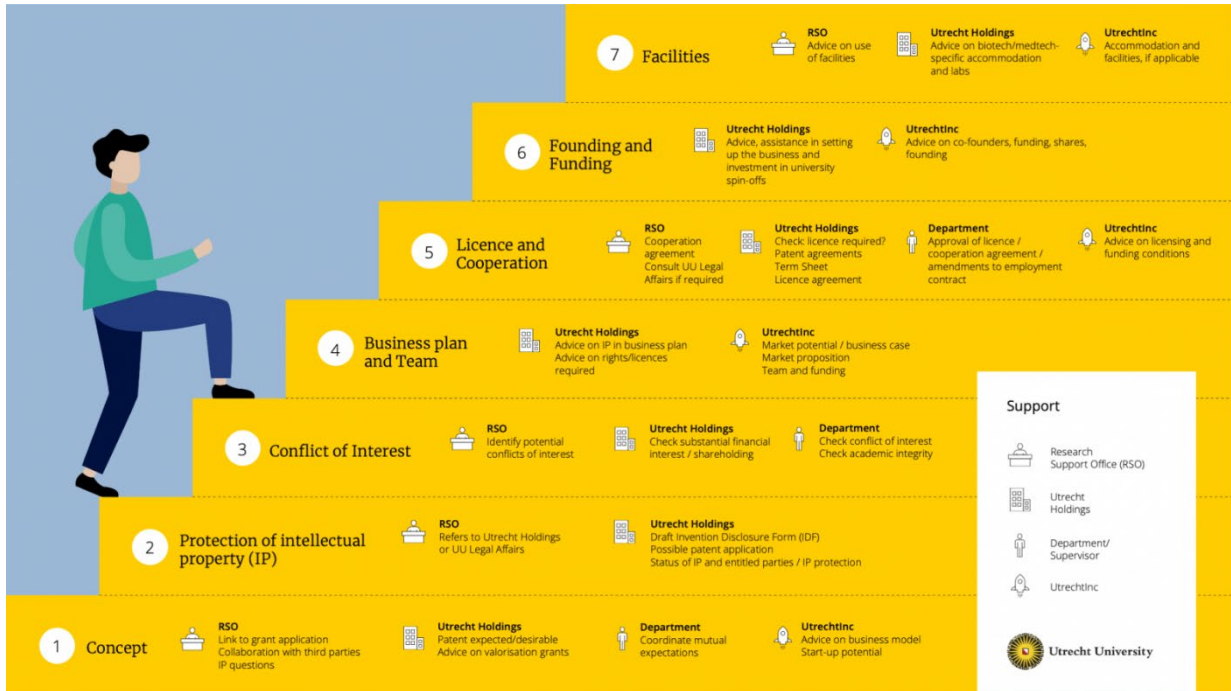 7
Facilities
RSO
Advice on use
of facilities
Utrecht Holdings
Advice on biotech/medtech-
specific accommodation
and labs
UtrechtInc
Accommodation and
facilities, if applicable
6
Founding and
Funding
Utrecht Holdings
Advice, assistance in setting
up the business and
investment in university
spin-offs
UtrechtInc
Advice on co-founders, funding, shares,
founding
5
Licence and
Cooperation
RSO
Cooperation
agreement
Consult UU Legal
Affairs if required
Utrecht Holdings
Check: licence required?
Patent agreements
Term Sheet
Licence agreement
Department
Approval of licence /
cooperation agreement /
amendments to employment
contract
UtrechtInc
Advice on licensing and
funding conditions
4
Business plan
and Team
Utrecht Holdings
Advice on IP in business plan
Advice on rights/licences
required
UtrechtInc
Market potential / business case
Market proposition
Team and funding
3
Conflict of Interest
RSO
Identify potential
conflicts of interest
Utrecht Holdings
Check substantial financial
interest / shareholding
Department
Check conflict of interest
Check academic integrity
2
Protection of intellectual
property (IP)
RSO
Refers to Utrecht Holdings
or UU Legal Affairs
Utrecht Holdings
Draft Invention Disclosure Form (IDF)
Possible patent application
Status of IP and entitled parties / IP protection
1
Concept
RSO
Link to grant application
Collaboration with third parties
IP questions
Utrecht Holdings
Patent expected/desirable
Advice on valorisation grants
Department
Coordinate mutual
expectations
UtrechtInc
Advice on business model
Start-up potential
Support
Research
Support Office (RSO)
Utrecht
Holdings
Department/
Supervisor
UtrechtInc
Utrecht University